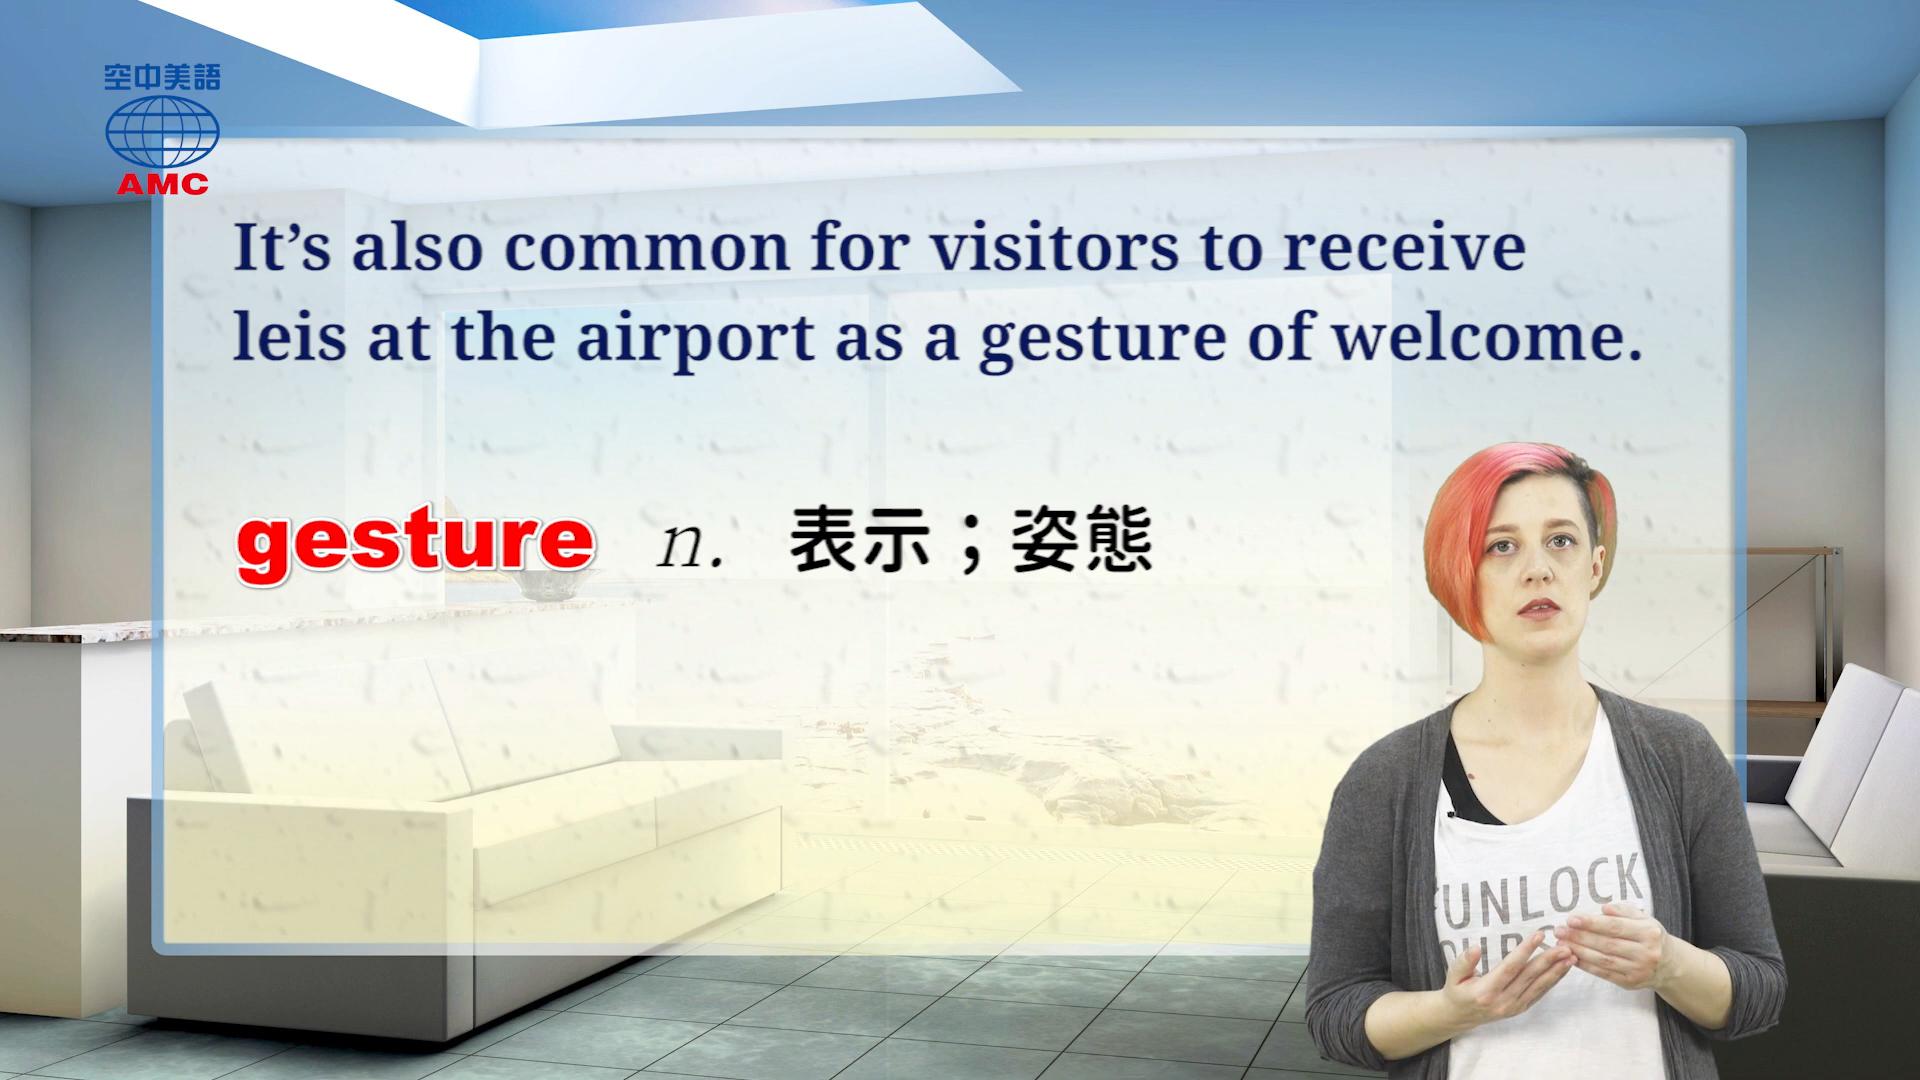 空中美語
AMC
It’s also common for visitors to receive
leis at the airport as a gesture of welcome.
gesture n. 表示；姿態
UNLOCK